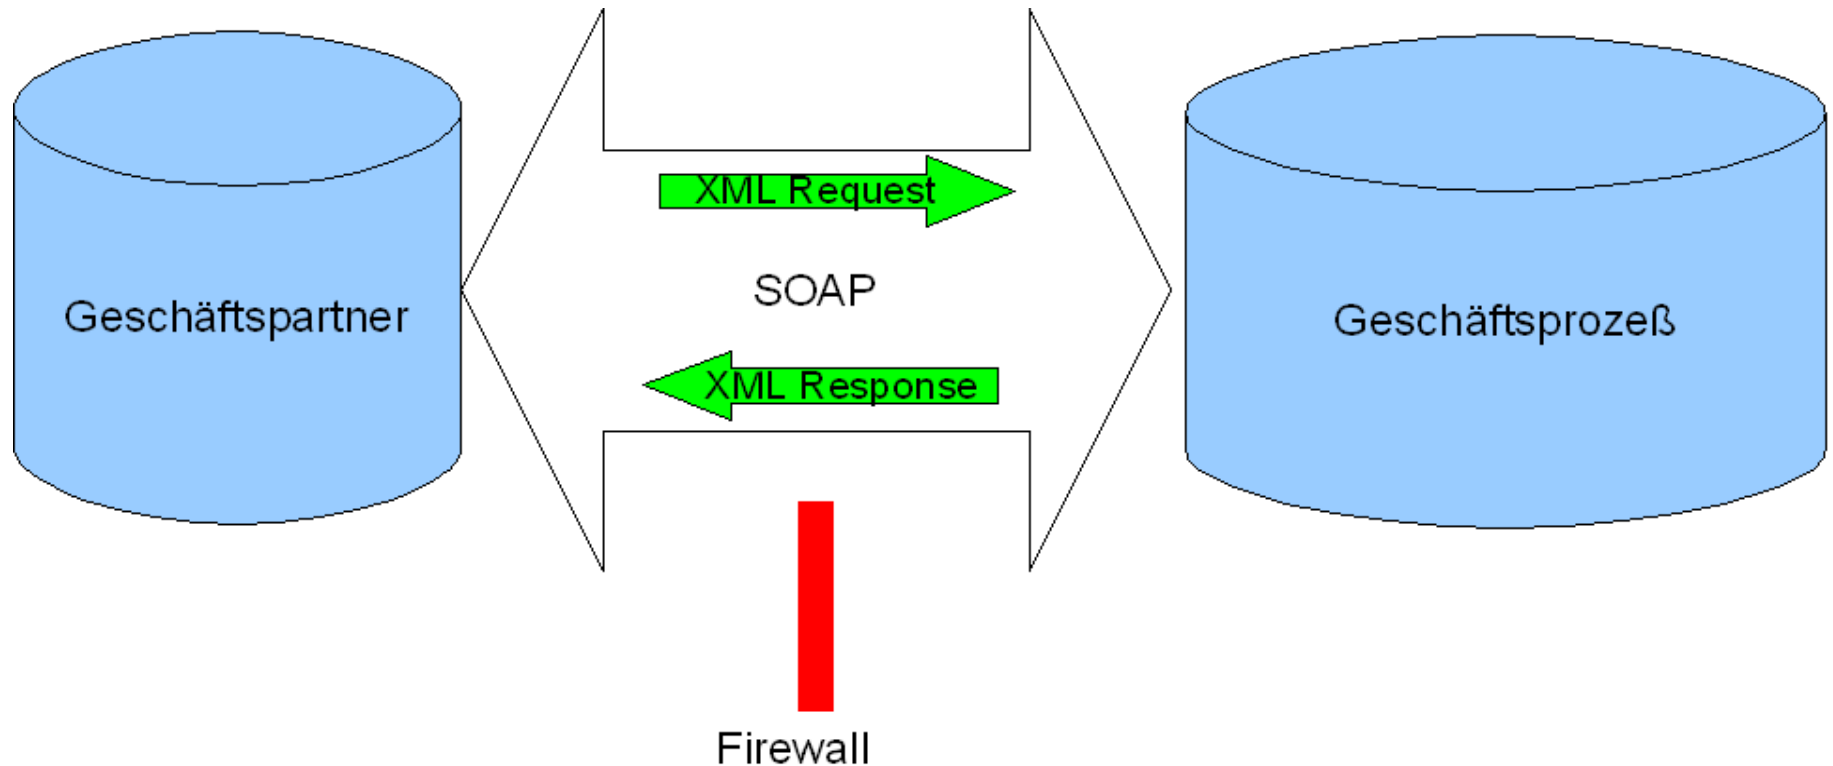 XML Request
SOAP
Geschäftspartner
Geschäftsprozeß
XML Response
Firewall